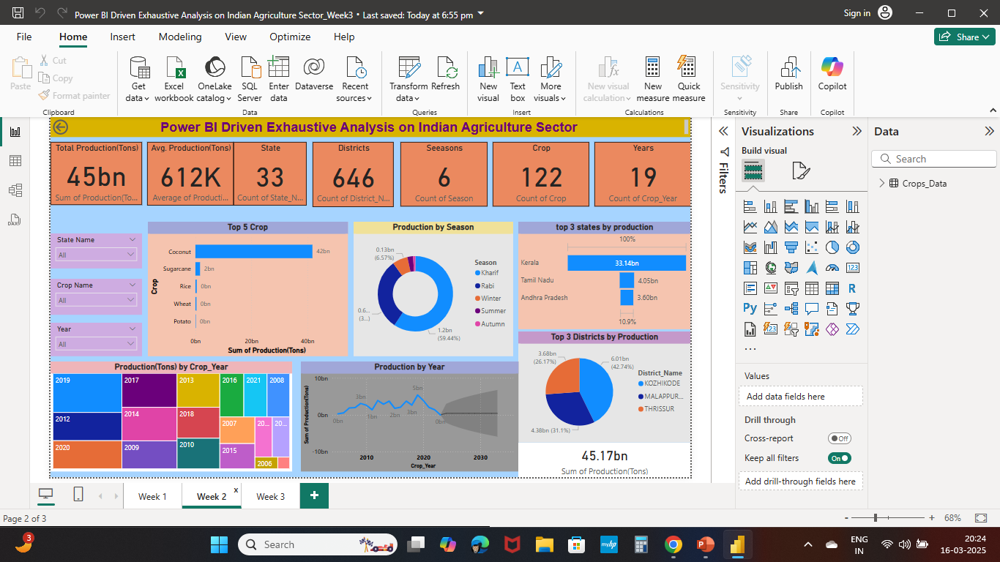 Power BI Driven Exhaustive Analysis on Indian Agriculture Sector_Week3 • Last saved: Today at 6:55 pm
Sign in
File Home Insert Modeling View Optimize Help
Share
Paste
Cut
Copy
Format painter
Clipboard
Get data
Excel workbook
OneLake catalog
SQL Server
Enter data
Dataverse
Recent sources
Data
Transform data
Refresh
Queries
New visual
Text box
More visuals
Insert
New visual calculation
New measure
Quick measure
Calculations
Sensitivity
Sensitivity
Publish
Share
Copilot
Copilot
Power BI Driven Exhaustive Analysis on Indian Agriculture Sector
Total Production(Tons)
45bn
Sum of Production(To...
Avg. Production(Tons)
612K
Average of Producti...
State
33
Count of State_N...
Districts
646
Count of District_N...
Seeasons
6
Count of Season
Crop
122
Count of Crop
Years
19
Count of Crop_Year
State Name
All
Crop Name
All
Year
All
Top 5 Crop
Crop
Coconut 42bn
Sugarcane 2bn
Rice 0bn
Wheat 0bn
Potato 0bn
0bn 20bn 40bn
Sum of Production(Tons)
Production by Season
0.13bn
(6.57%)
0.6...
(3...)
1.2bn
(59.44%)
Season
Kharif
Rabi
Winter
Summer
Autumn
top 3 states by production
100%
Kerala 33.14bn
Tamil Nadu 4.05bn
Andhra Pradesh 3.60bn
10.9%
Top 3 Districts by Production
3.68bn
(26.17%)
6.01bn
(42.74%)
4.38bn (31.1%)
District_Name
KOZHIKODE
MALAPPUR...
THRISSUR
45.17bn
Sum of Production(Tons)
Production(Tons) by Crop_Year
2019 2017 2013 2016 2021 2008
2012 2014 2018 2007 20... 20...
2020 2009 2010 2015 2006
Production by Year
Sum of Production(Tons)
10bn
0bn
-10bn
0bn 3bn 1bn 2bn 3bn 5bn 0bn
2010 2020 2030
Crop_Year
Filters
Visualizations
Build visual
R
Py
123
...
Values
Add data fields here
Drill through
Cross-report Off
Keep all filters On
Add drill-through fields here
Data
Search
Crops_Data
Week 1 Week 2 x Week 3 +
Page 2 of 3
- + 68%
3
Search
myhp
ENG
IN
20:24
16-03-2025